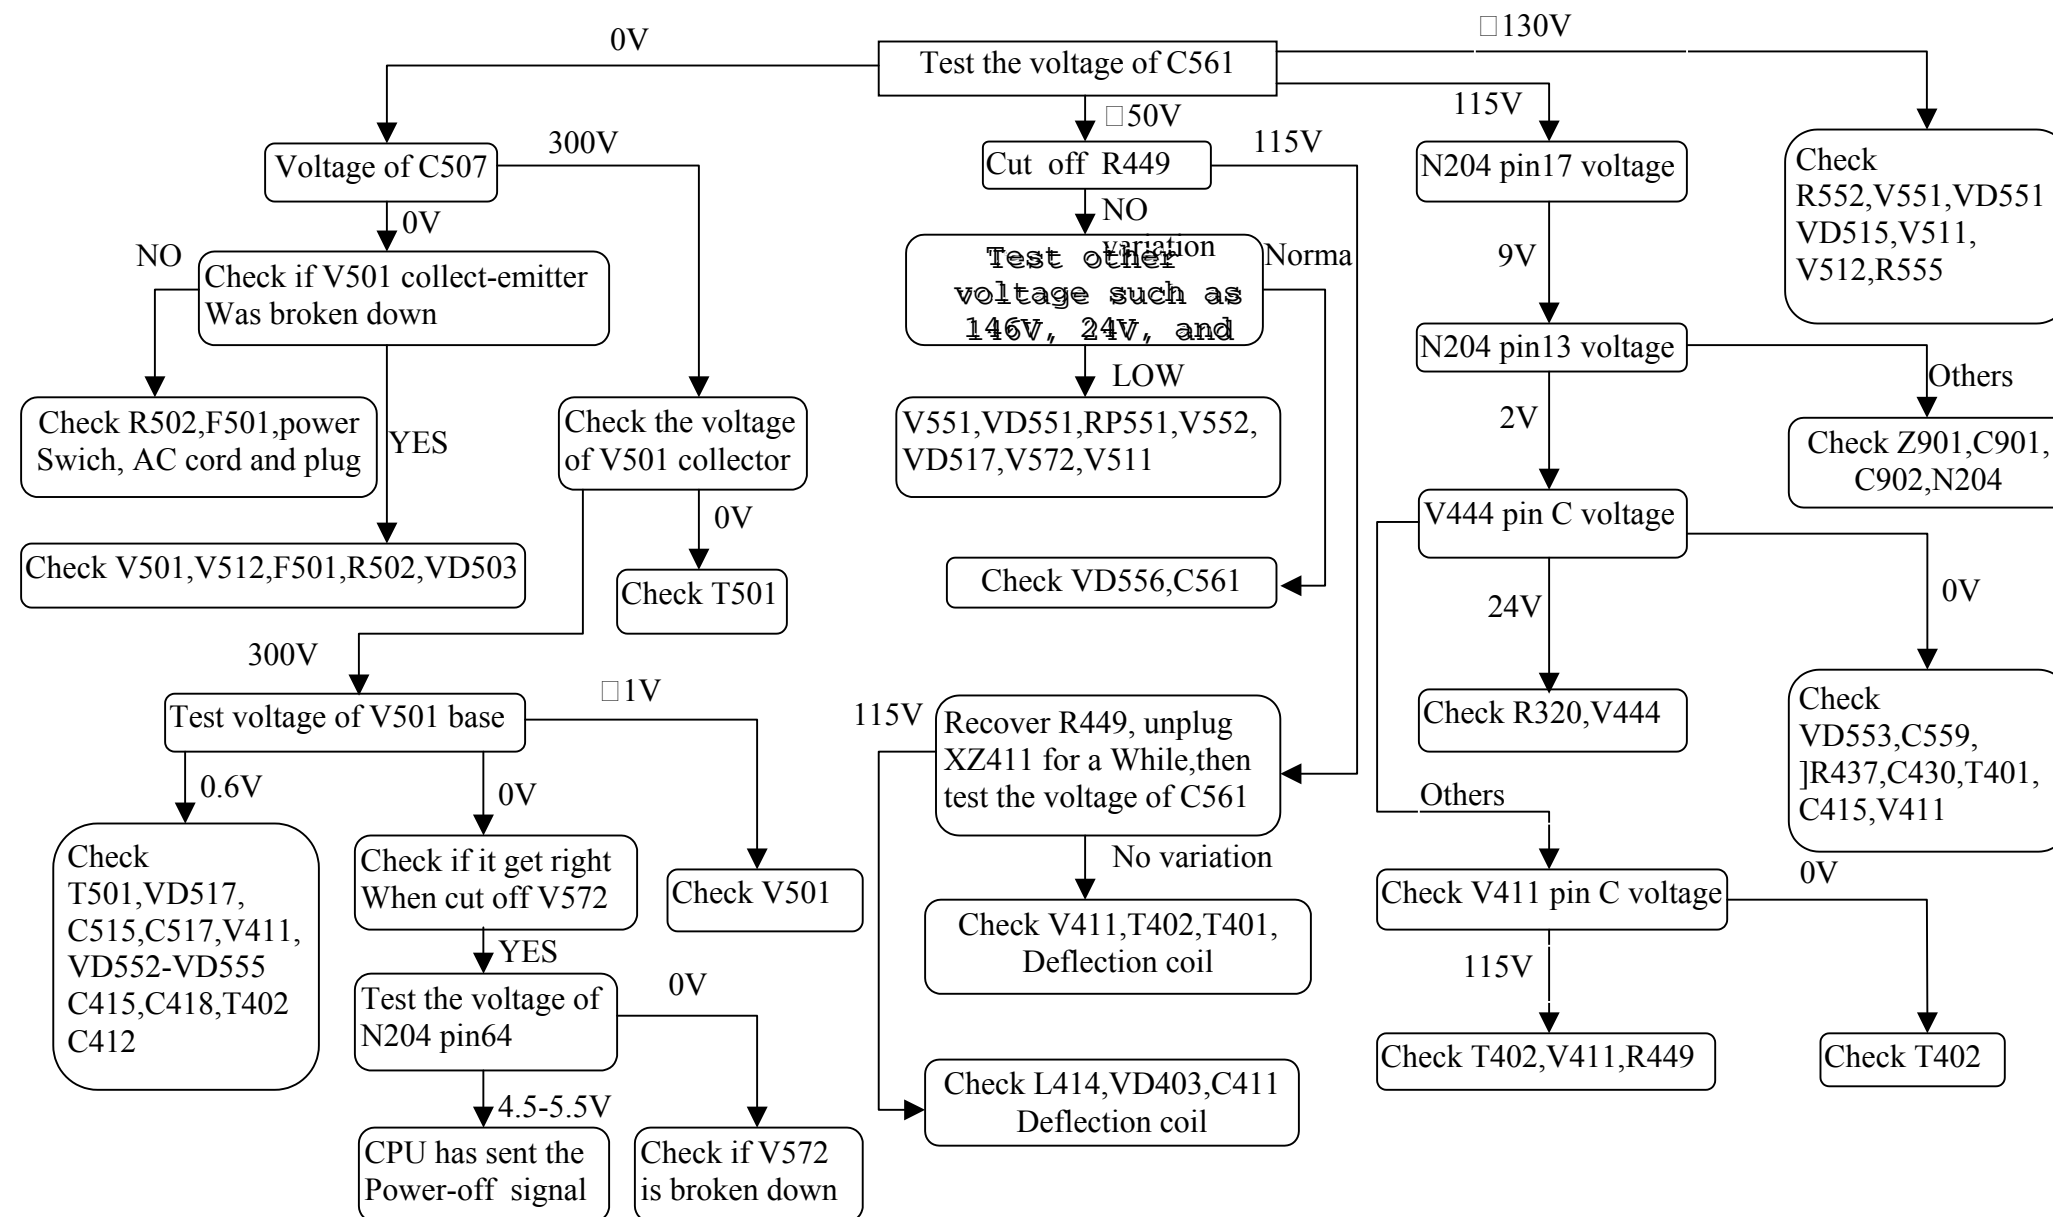 0V
Test the voltage of C561
□130V
□50V
115V
115V
Voltage of C507
300V
Cut off R449
N204 pin17 voltage
Check
R552,V551,VD551
VD515,V511,
V512,R555
0V
NO
variation
NO
Check if V501 collect-emitter
Was broken down
Test other
voltage such as
146V, 24V, and
Norma
9V
N204 pin13 voltage
LOW
Others
Check R502,F501,power
Swich, AC cord and plug
YES
Check the voltage
of V501 collector
V551,VD551,RP551,V552,
VD517,V572,V511
2V
Check Z901,C901,
C902,N204
0V
V444 pin C voltage
Check V501,V512,F501,R502,VD503
Check T501
Check VD556,C561
24V
0V
300V
□1V
Test voltage of V501 base
115V
Recover R449, unplug
XZ411 for a While,then
test the voltage of C561
Check R320,V444
Check
VD553,C559,
]R437,C430,T401,
C415,V411
0.6V
0V
Others
Check
T501,VD517,
C515,C517,V411,
VD552-VD555
C415,C418,T402
C412
Check if it get right
When cut off V572
Check V501
No variation
Check V411 pin C voltage
0V
YES
Check V411,T402,T401,
Deflection coil
115V
Test the voltage of
N204 pin64
0V
Check T402,V411,R449
Check T402
4.5-5.5V
Check L414,VD403,C411
Deflection coil
CPU has sent the
Power-off signal
Check if V572
is broken down